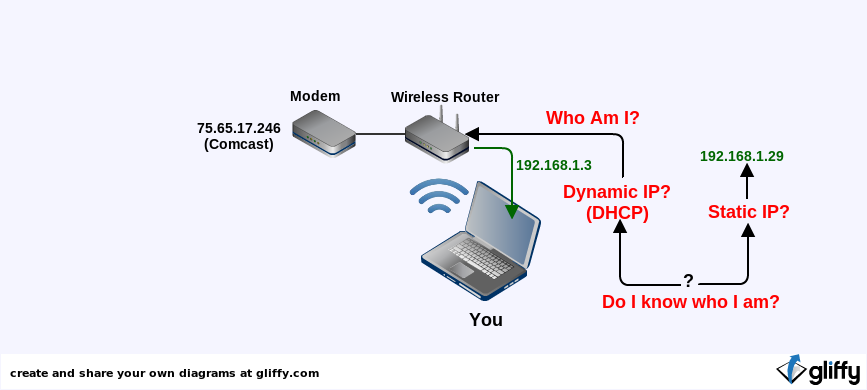 Modem
Wireless Router
75.65.17.246
(Comcast)
Who Am I?
192.168.1.3
192.168.1.29
Dynamic IP?
(DHCP)
Static IP?
?
Do I know who I am?
You
create and share your own diagrams at gliffy.com
gliffy